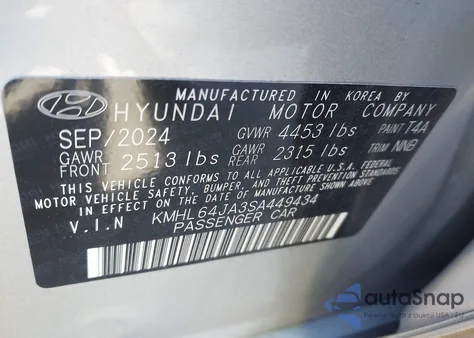 MANUFACTURED IN KOREA BY
HYUNDAI MOTOR COMPANY
SEP/2024 GVWR 4453 lbs PAINT T4A
GAWR FRONT 2513 lbs GAWR REAR 2315 lbs TRIM NNB
THIS VEHICLE CONFORMS TO ALL APPLICABLE U.S.A. FEDERAL
MOTOR VEHICLE SAFETY, BUMPER, AND THEFT PREVENTION STANDARDS
IN EFFECT ON THE DATE OF MANUFACTURE SHOWN ABOVE.
V.I.N KMHL64JA3SA449434
PASSENGER CAR
autoSnap